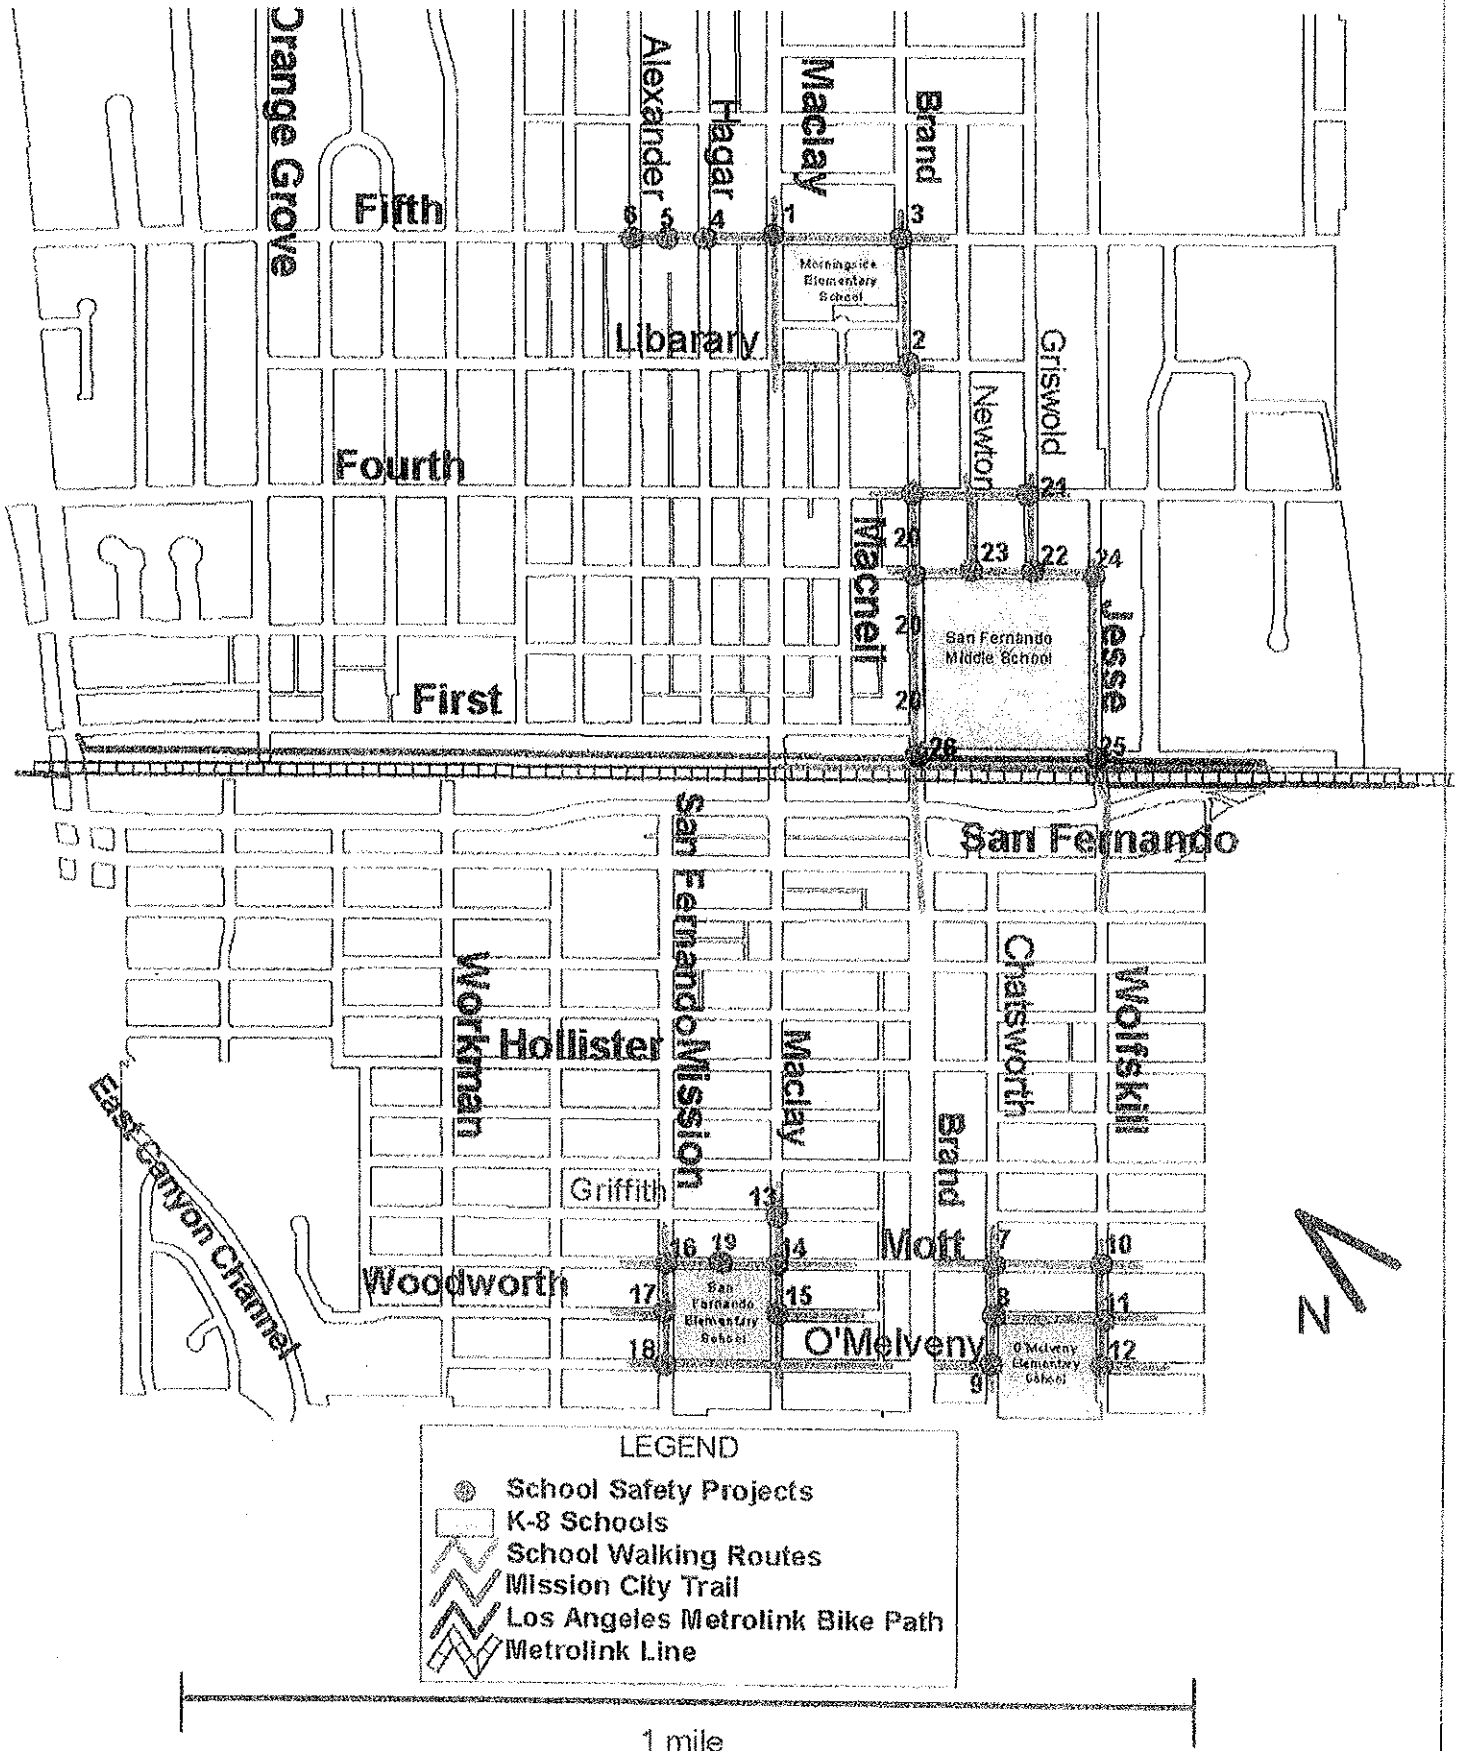 Orange Grove
Alexander
Hagar
Maclay
Brand
Fifth
6
5
4
1
3
Morningside
Elementary
School
Libarary
2
Griswold
Newton
Fourth
21
Macneil
20
23
22
24
20
San Fernando
Middle School
Jesse
First
20
26
25
San Fernando
San Fernando Mission
Workman
Chatsworth
Wolfskill
Hollister
Maclay
East Canyon Channel
Brand
Griffith
13
16
19
14
Mott
7
10
Woodworth
17
San
Fernando
Elementary
School
15
8
11
18
O'Melveny
O'Melveny
Elementary
School
12
9
N
LEGEND
School Safety Projects
K-8 Schools
School Walking Routes
Mission City Trail
Los Angeles Metrolink Bike Path
Metrolink Line
1 mile